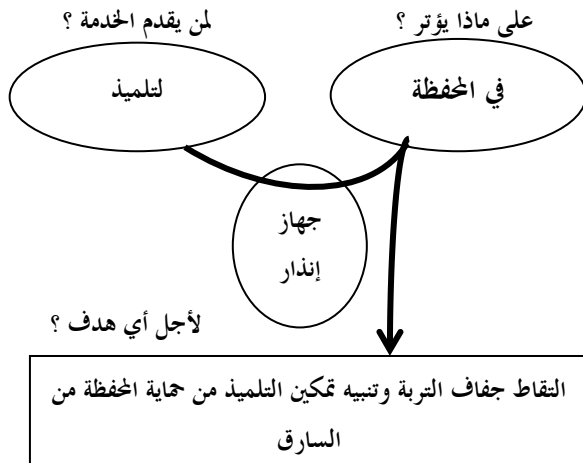 على ماذا يؤتر ؟
لمن يقدم الخدمة ؟
في المحفظة
لتلميذ
جهاز
إنذار
لأجل أي هدف ؟
التقاط جفاف التربة وتنبيه تمكين التلميذ من حماية المحفظة من
السارق